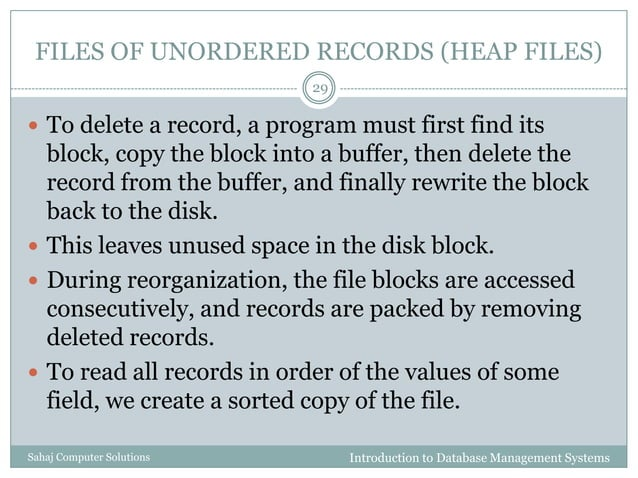 FILES OF UNORDERED RECORDS (HEAP FILES)
29
• To delete a record, a program must first find its
block, copy the block into a buffer, then delete the
record from the buffer, and finally rewrite the block
back to the disk.
• This leaves unused space in the disk block.
• During reorganization, the file blocks are accessed
consecutively, and records are packed by removing
deleted records.
• To read all records in order of the values of some
field, we create a sorted copy of the file.
Sahaj Computer Solutions
Introduction to Database Management Systems